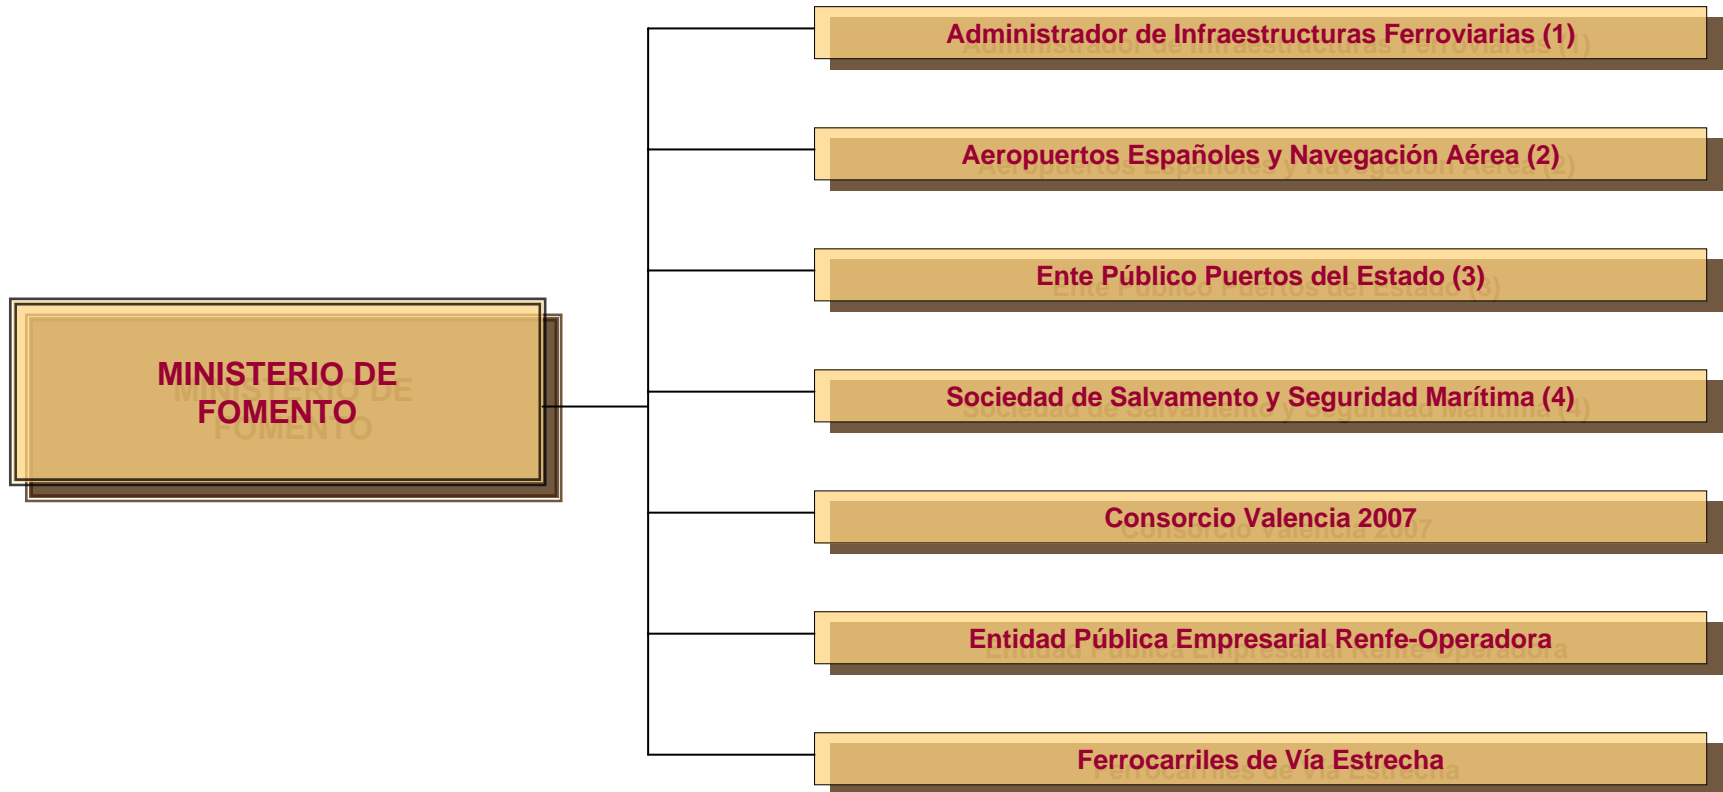 Administrador de Infraestructuras Ferroviarias (1)
Aeropuertos Españoles y Navegación Aérea (2)
Ente Público Puertos del Estado (3)
MINISTERIO DE
FOMENTO
Sociedad de Salvamento y Seguridad Marítima (4)
Consorcio Valencia 2007
Entidad Pública Empresarial Renfe-Operadora
Ferrocarriles de Vía Estrecha